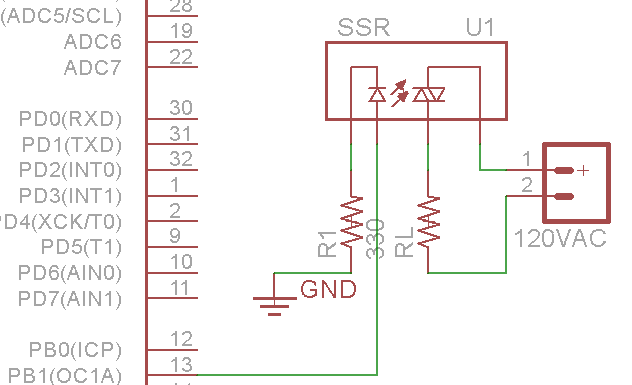 (ADC5/SCL) 28
ADC6 19
ADC7 22
PD0(RXD) 30
PD1(TXD) 31
PD2(INT0) 32
PD3(INT1) 1
PD4(XCK/T0) 2
PD5(T1) 9
PD6(AIN0) 10
PD7(AIN1) 11
PB0(ICP) 12
PB1(OC1A) 13
SSR U1
R1
330
RL
GND
1 +
2
120VAC